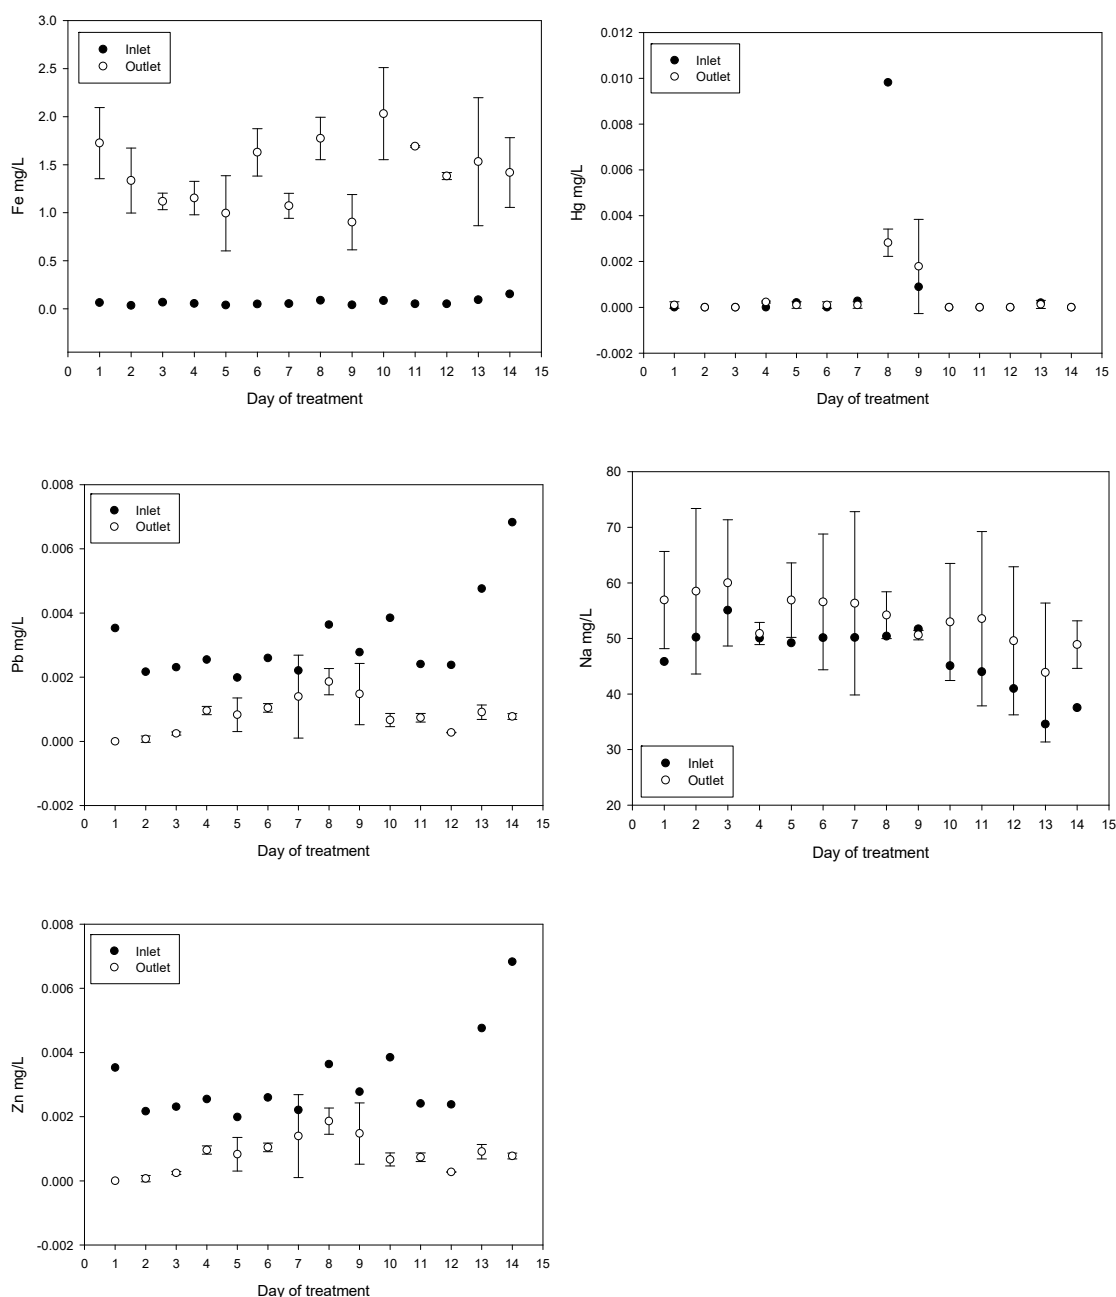 Fe mg/L
3.0
2.5
2.0
1.5
1.0
0.5
0.0
Inlet
Outlet
0 1 2 3 4 5 6 7 8 9 10 11 12 13 14 15
Day of treatment
Hg mg/L
0.012
0.010
0.008
0.006
0.004
0.002
0.000
-0.002
Inlet
Outlet
0 1 2 3 4 5 6 7 8 9 10 11 12 13 14 15
Day of treatment
Pb mg/L
0.008
0.006
0.004
0.002
0.000
-0.002
Inlet
Outlet
0 1 2 3 4 5 6 7 8 9 10 11 12 13 14 15
Day of treatment
Na mg/L
80
70
60
50
40
30
20
Inlet
Outlet
0 1 2 3 4 5 6 7 8 9 10 11 12 13 14 15
Day of treatment
Zn mg/L
0.008
0.006
0.004
0.002
0.000
-0.002
Inlet
Outlet
0 1 2 3 4 5 6 7 8 9 10 11 12 13 14 15
Day of treatment